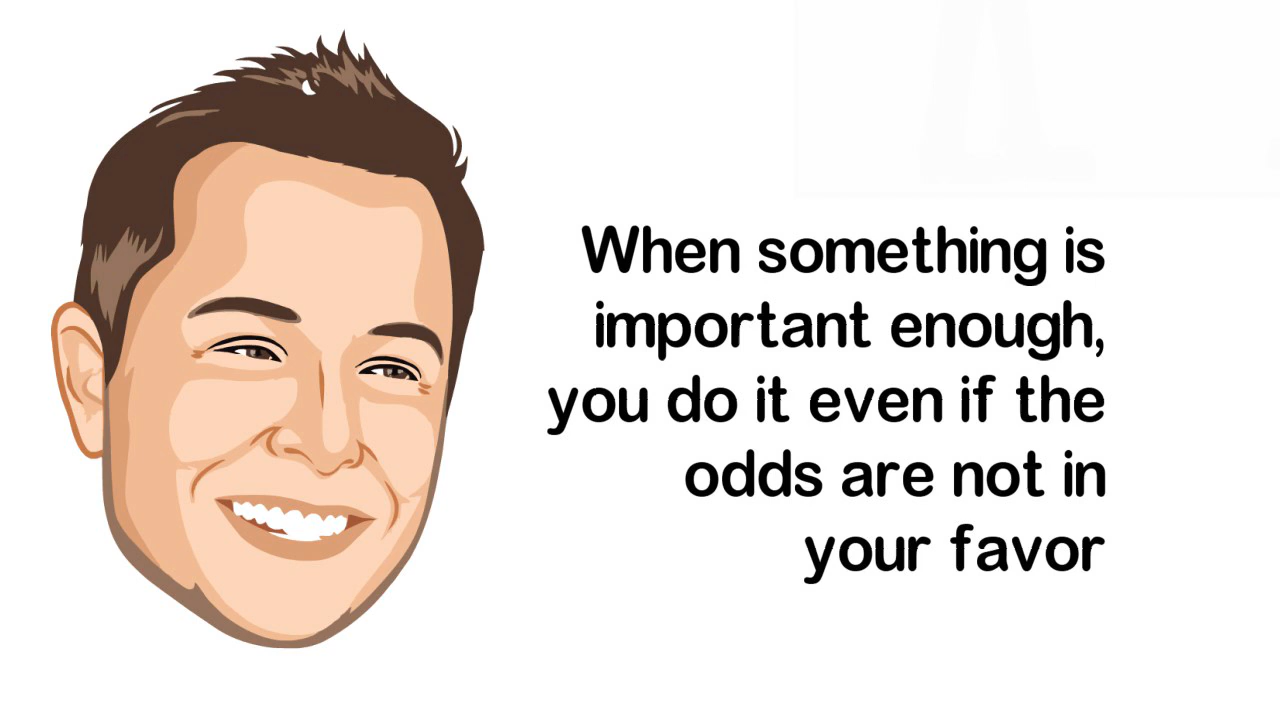 When something is
important enough,
you do it even if the
odds are not in
your favor